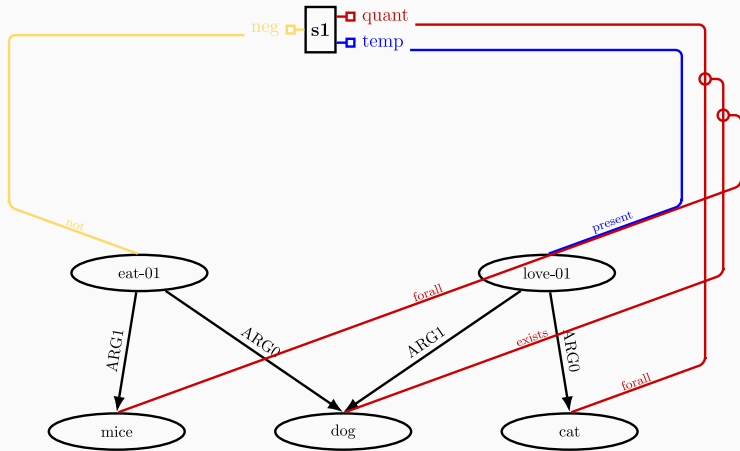 neg
s1
quant
temp
not
present
eat-01
love-01
forall
ARG1
ARG0
ARG1
exists
ARG0
forall
mice
dog
cat